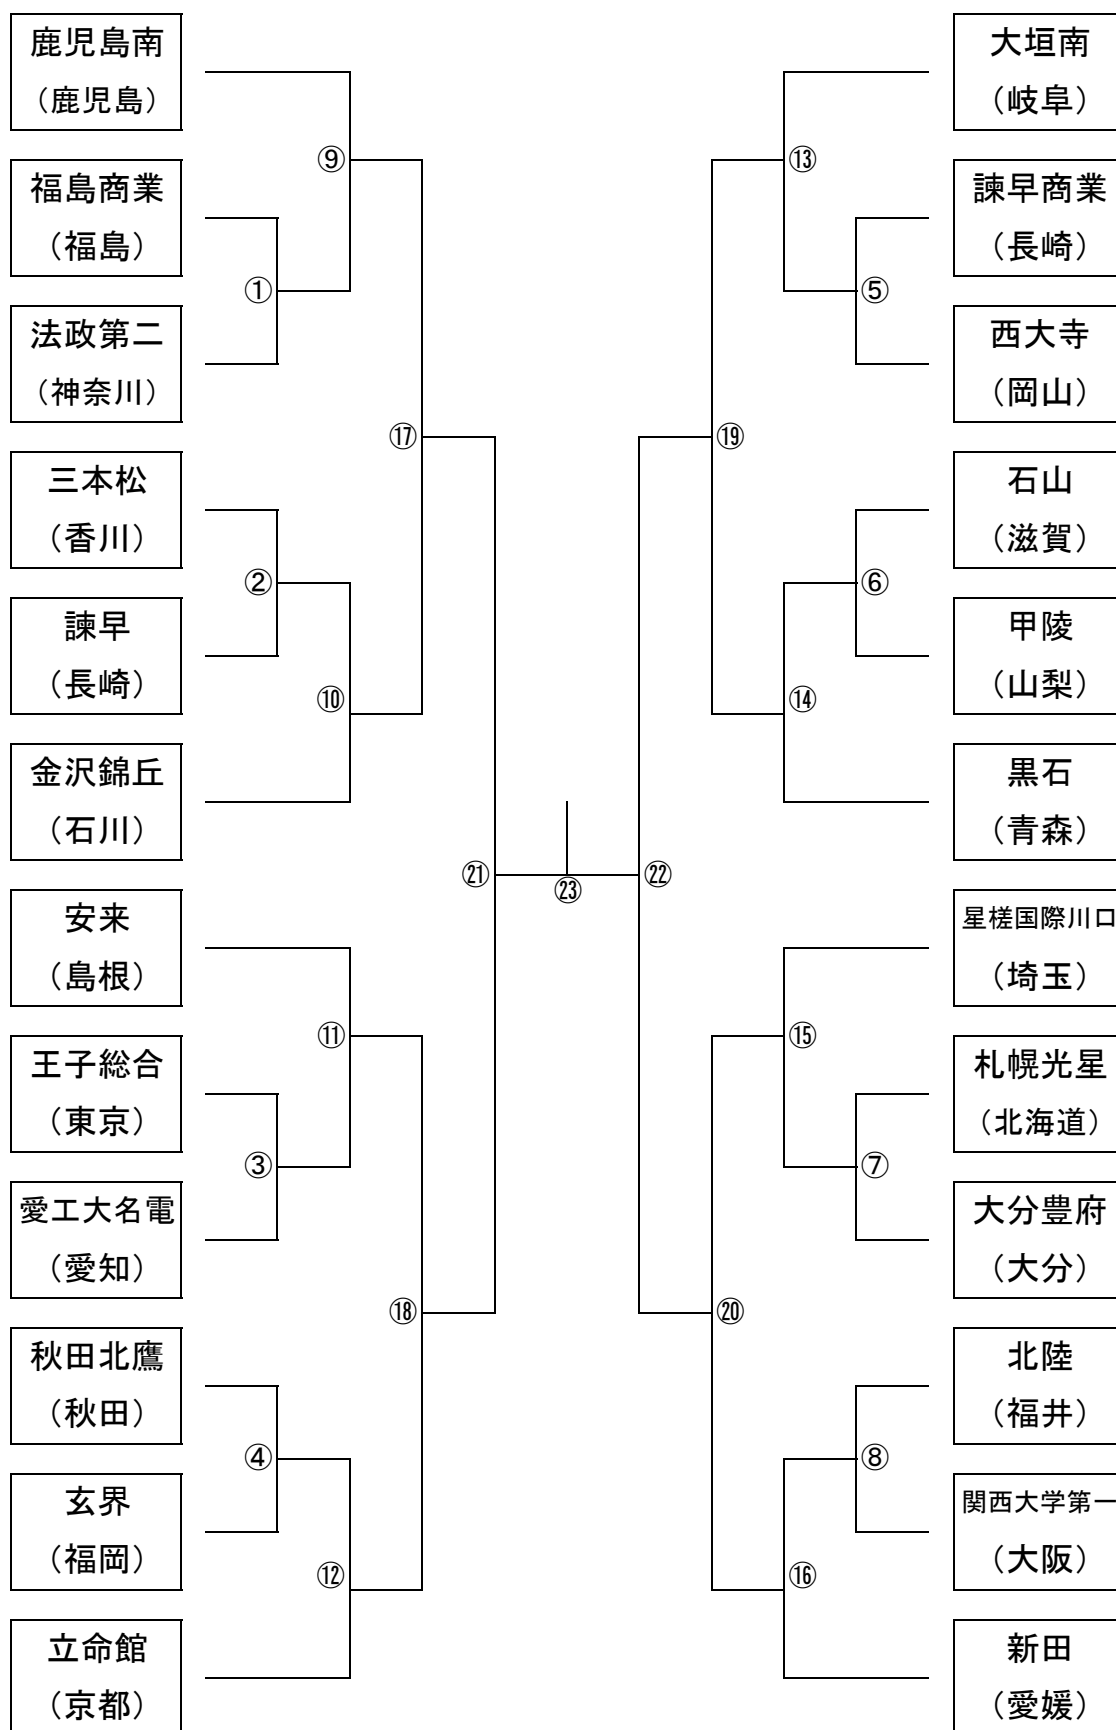 鹿児島南
（鹿児島）
⑨
福島商業
（福島）
①
法政第二
（神奈川）
⑰
三本松
（香川）
②
諫早
（長崎）
⑩
金沢錦丘
（石川）
㉑
安来
（島根）
⑪
王子総合
（東京）
③
愛工大名電
（愛知）
⑱
秋田北鷹
（秋田）
④
玄界
（福岡）
⑫
立命館
（京都）
㉓
大垣南
（岐阜）
⑬
諫早商業
（長崎）
⑤
西大寺
（岡山）
⑲
石山
（滋賀）
⑥
甲陵
（山梨）
⑭
黒石
（青森）
㉒
星槎国際川口
（埼玉）
⑮
札幌光星
（北海道）
⑦
大分豊府
（大分）
⑳
北陸
（福井）
⑧
関西大学第一
（大阪）
⑯
新田
（愛媛）